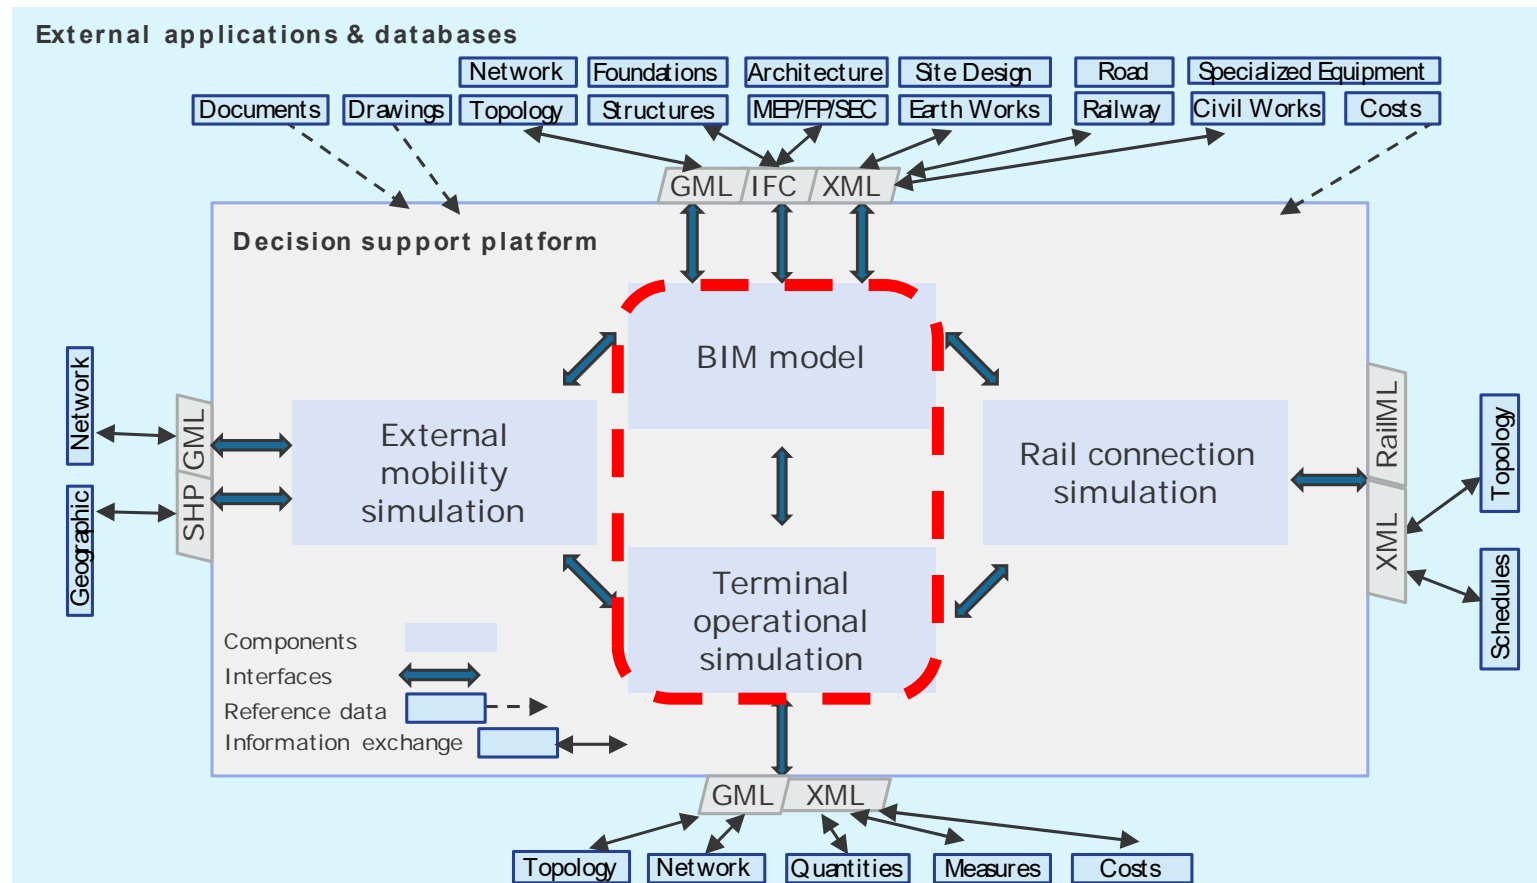 External applications & databases
Network
Foundations
Architecture
Site Design
Road
Specialized Equipment
Documents
Drawings
Topology
Structures
MEP/FP/SEC
Earth Works
Railway
Civil Works
Costs
GML
IFC
XML
Decision support platform
BIM model
Network
GML
External
mobility
simulation
Rail connection
simulation
RailML
Topology
Geographic
SHP
XML
Schedules
Terminal
operational
simulation
Components
Interfaces
Reference data
Information exchange
GML
XML
Topology
Network
Quantities
Measures
Costs